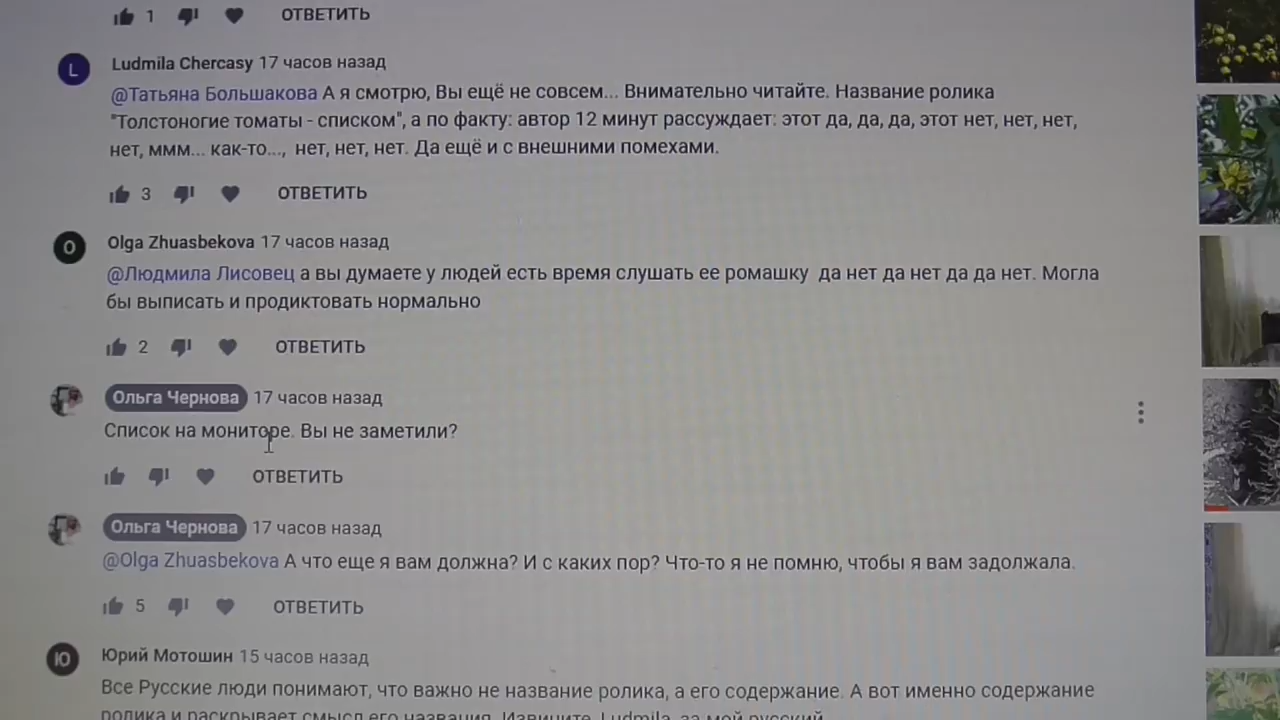 1 ОТВЕТИТЬ
L Ludmila Chercasy 17 часов назад
@Татьяна Большакова А я смотрю, Вы ещё не совсем... Внимательно читайте. Название ролика
"Толстоногие томаты - списком", а по факту: автор 12 минут рассуждает: этот да, да, да, этот нет, нет, нет,
нет, ммм... как-то..., нет, нет, нет. Да ещё и с внешними помехами.
3 ОТВЕТИТЬ
O Olga Zhuasbekova 17 часов назад
@Людмила Лисовец а вы думаете у людей есть время слушать ее ромашку да нет да нет да да нет. Могла
бы выписать и продиктовать нормально
2 ОТВЕТИТЬ
Ольга Чернова 17 часов назад
Список на мониторе. Вы не заметили?
ОТВЕТИТЬ
Ольга Чернова 17 часов назад
@Olga Zhuasbekova А что еще я вам должна? И с каких пор? Что-то я не помню, чтобы я вам задолжала.
5 ОТВЕТИТЬ
Ю Юрий Мотошин 15 часов назад
Все Русские люди понимают, что важно не название ролика, а его содержание. А вот именно содержание
ролика и раскрывает смысл его названия. Извините, Ludmila, за мой русский.